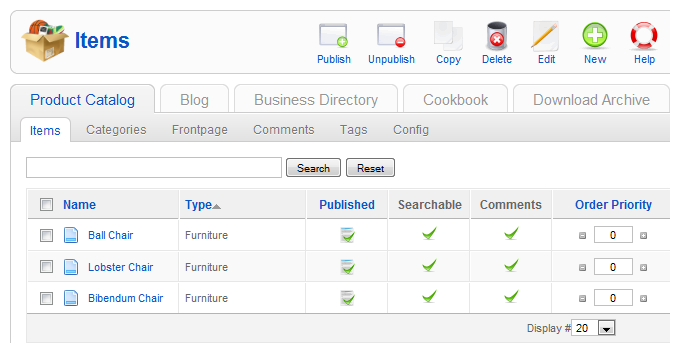 Items
Publish Unpublish Copy Delete Edit New Help
Product Catalog Blog Business Directory Cookbook Download Archive
Items Categories Frontpage Comments Tags Config
Search Reset
Name Type Published Searchable Comments Order Priority
Ball Chair Furniture 0
Lobster Chair Furniture 0
Bibendum Chair Furniture 0
Display # 20